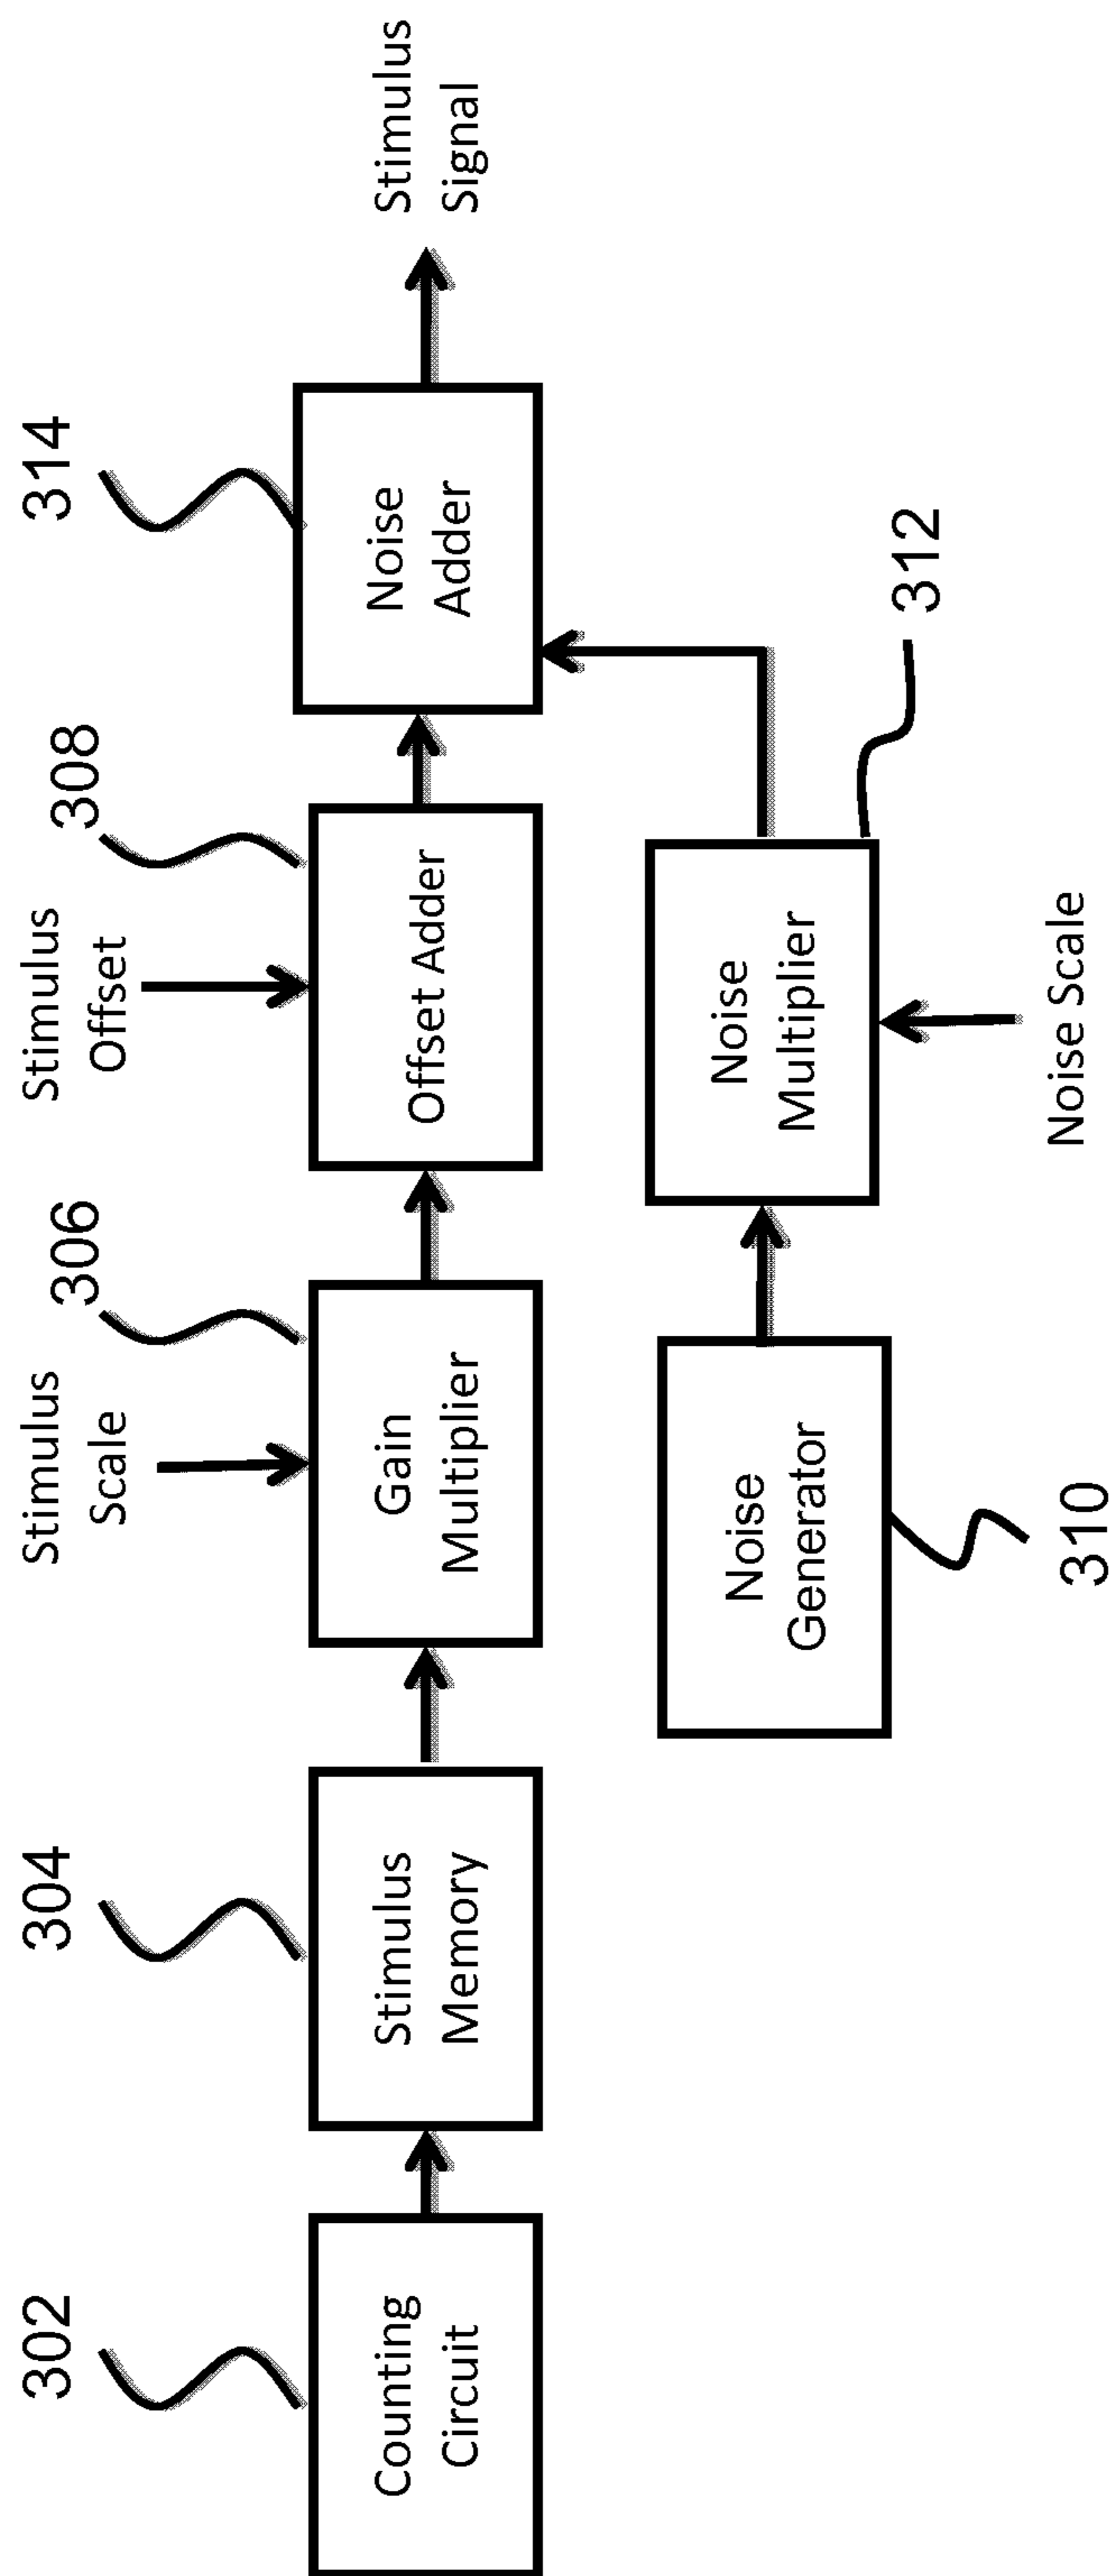 302
Counting
Circuit
304
Stimulus
Memory
Stimulus
Scale
306
Gain
Multiplier
Stimulus
Offset
308
Offset Adder
314
Noise
Adder
Stimulus
Signal
310
Noise
Generator
312
Noise
Multiplier
Noise Scale